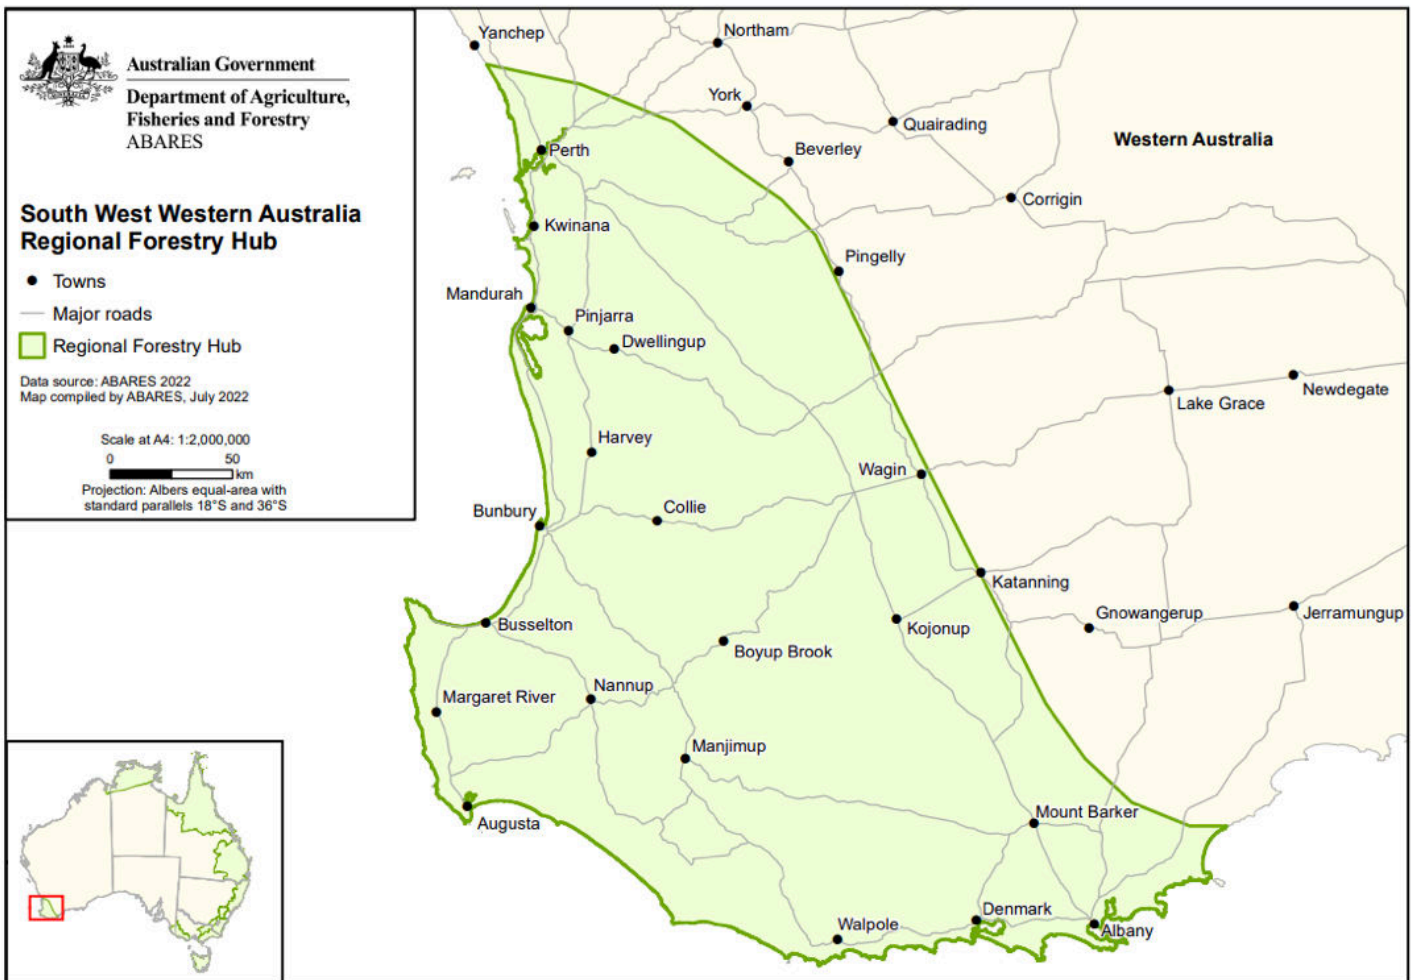 Australian Government
Department of Agriculture,
Fisheries and Forestry
ABARES
South West Western Australia
Regional Forestry Hub
Towns
Major roads
Regional Forestry Hub
Data source: ABARES 2022
Map compiled by ABARES, July 2022
Scale at A4: 1:2,000,000
0 50
km
Projection: Albers equal-area with
standard parallels 18°S and 36°S
Yanchep
Northam
York
Quairading
Western Australia
Perth
Beverley
Corrigin
Kwinana
Pingelly
Mandurah
Pinjarra
Dwellingup
Newdegate
Lake Grace
Harvey
Wagin
Collie
Bunbury
Katanning
Gnowangerup
Jerramungup
Busselton
Kojonup
Boyup Brook
Nannup
Margaret River
Manjimup
Mount Barker
Augusta
Denmark
Walpole
Albany